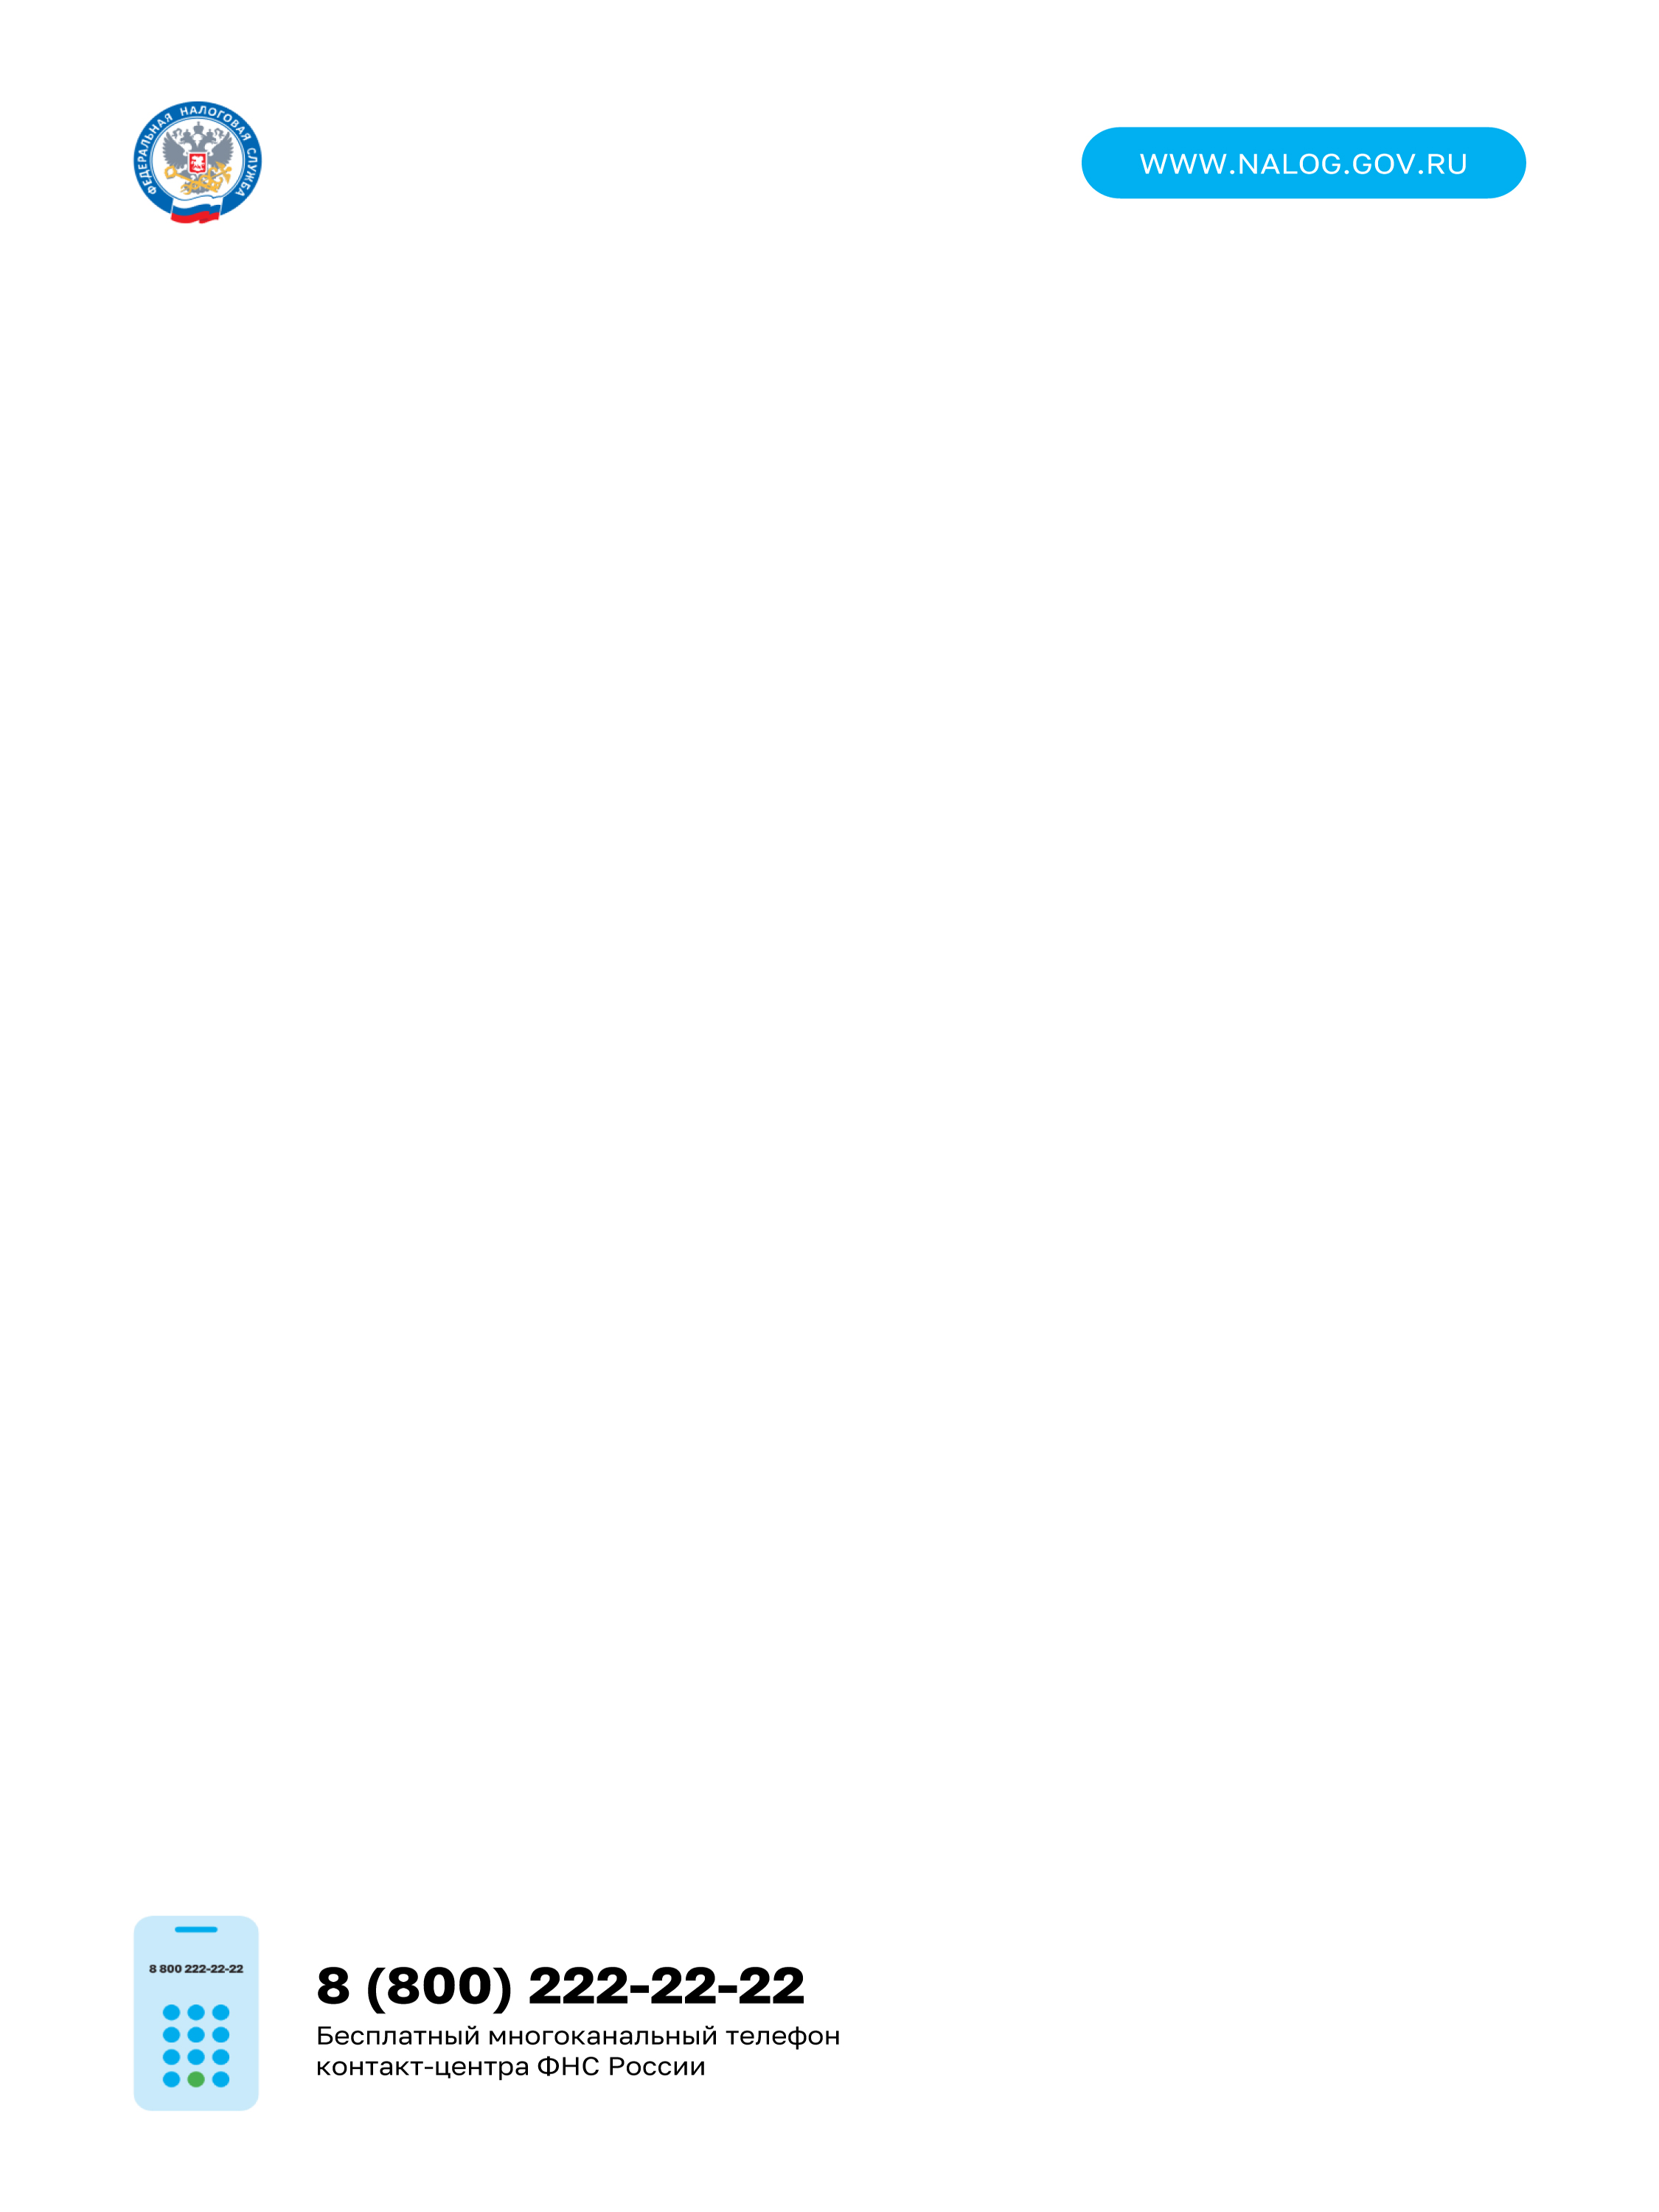 ФЕДЕРАЛЬНАЯ НАЛОГОВАЯ СЛУЖБА
WWW.NALOG.GOV.RU
8 800 222-22-22
8 (800) 222-22-22
Бесплатный многоканальный телефон
контакт-центра ФНС России